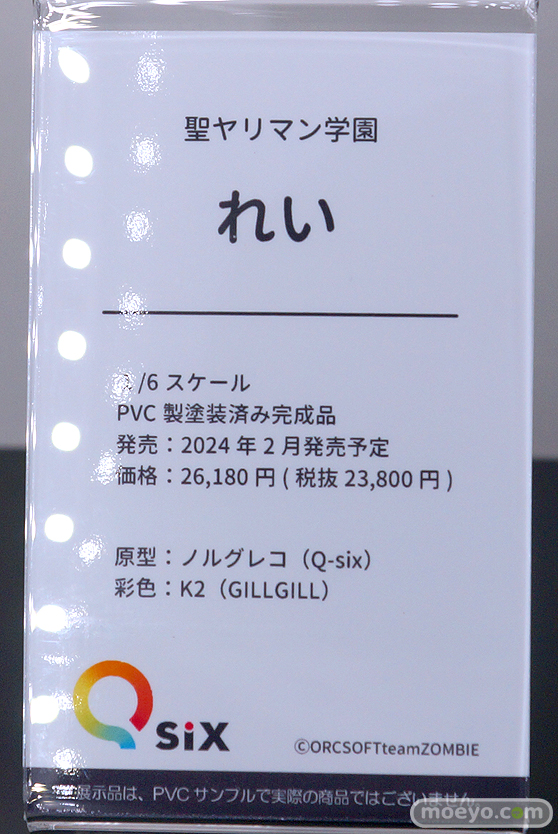 聖ヤリマン学園
れい
1/6 スケール
PVC 製塗装済み完成品
発売：2024 年 2 月発売予定
価格：26,180 円 ( 税抜 23,800 円 )
原型：ノルグレコ（Q-six）
彩色：K2（GILLGILL）
Q siX
©ORCSOFTteamZOMBIE
展示品は、PVC サンプルで実際の商品ではございません
moeyo.com